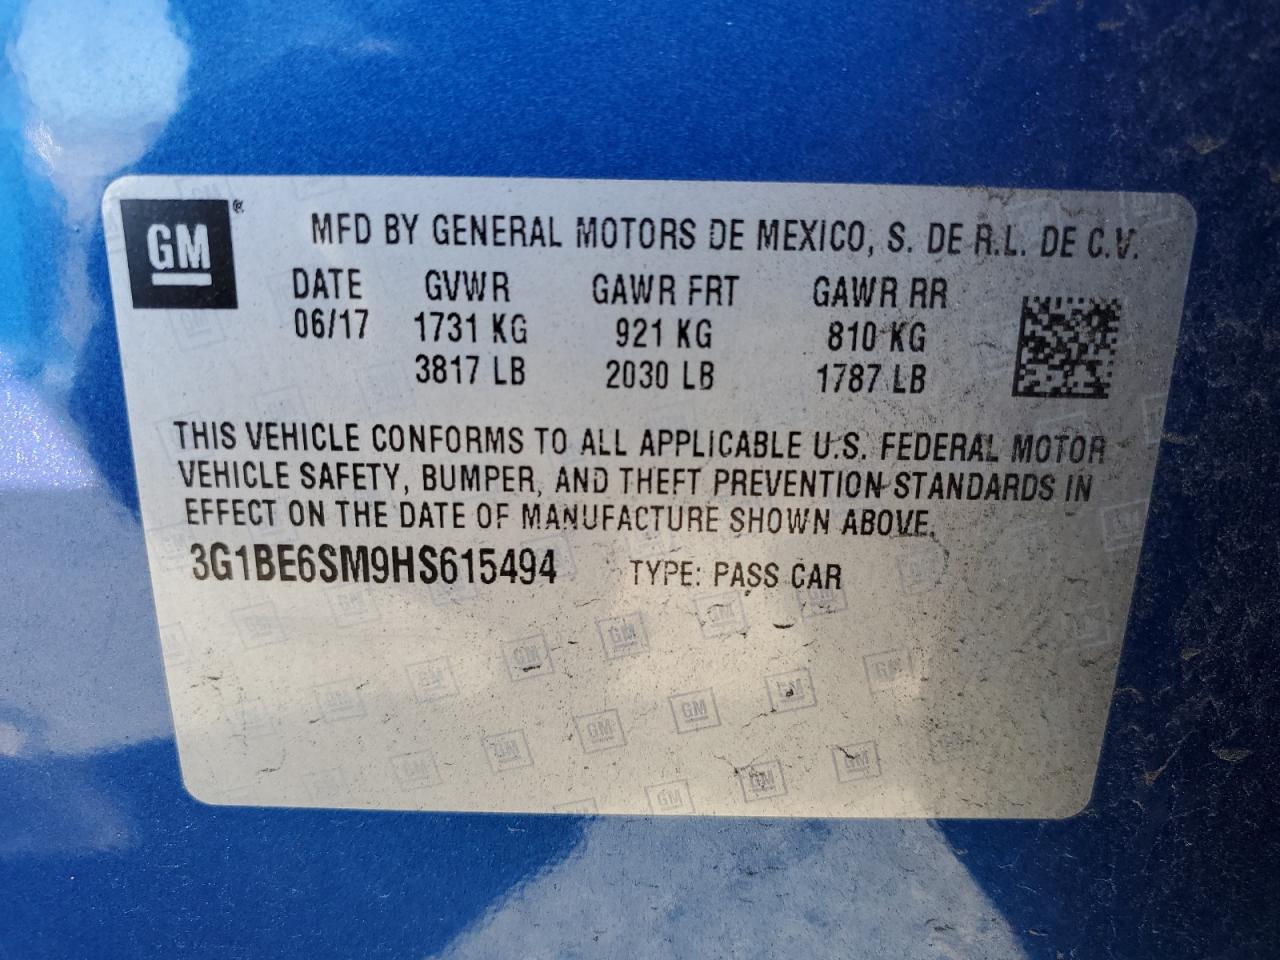 GM®
MFD BY GENERAL MOTORS DE MEXICO, S. DE R.L. DE C.V.
DATE GVWR GAWR FRT GAWR RR
06/17 1731 KG 921 KG 810 KG
3817 LB 2030 LB 1787 LB
THIS VEHICLE CONFORMS TO ALL APPLICABLE U.S. FEDERAL MOTOR
VEHICLE SAFETY, BUMPER, AND THEFT PREVENTION STANDARDS IN
EFFECT ON THE DATE OF MANUFACTURE SHOWN ABOVE.
3G1BE6SM9HS615494 TYPE: PASS CAR